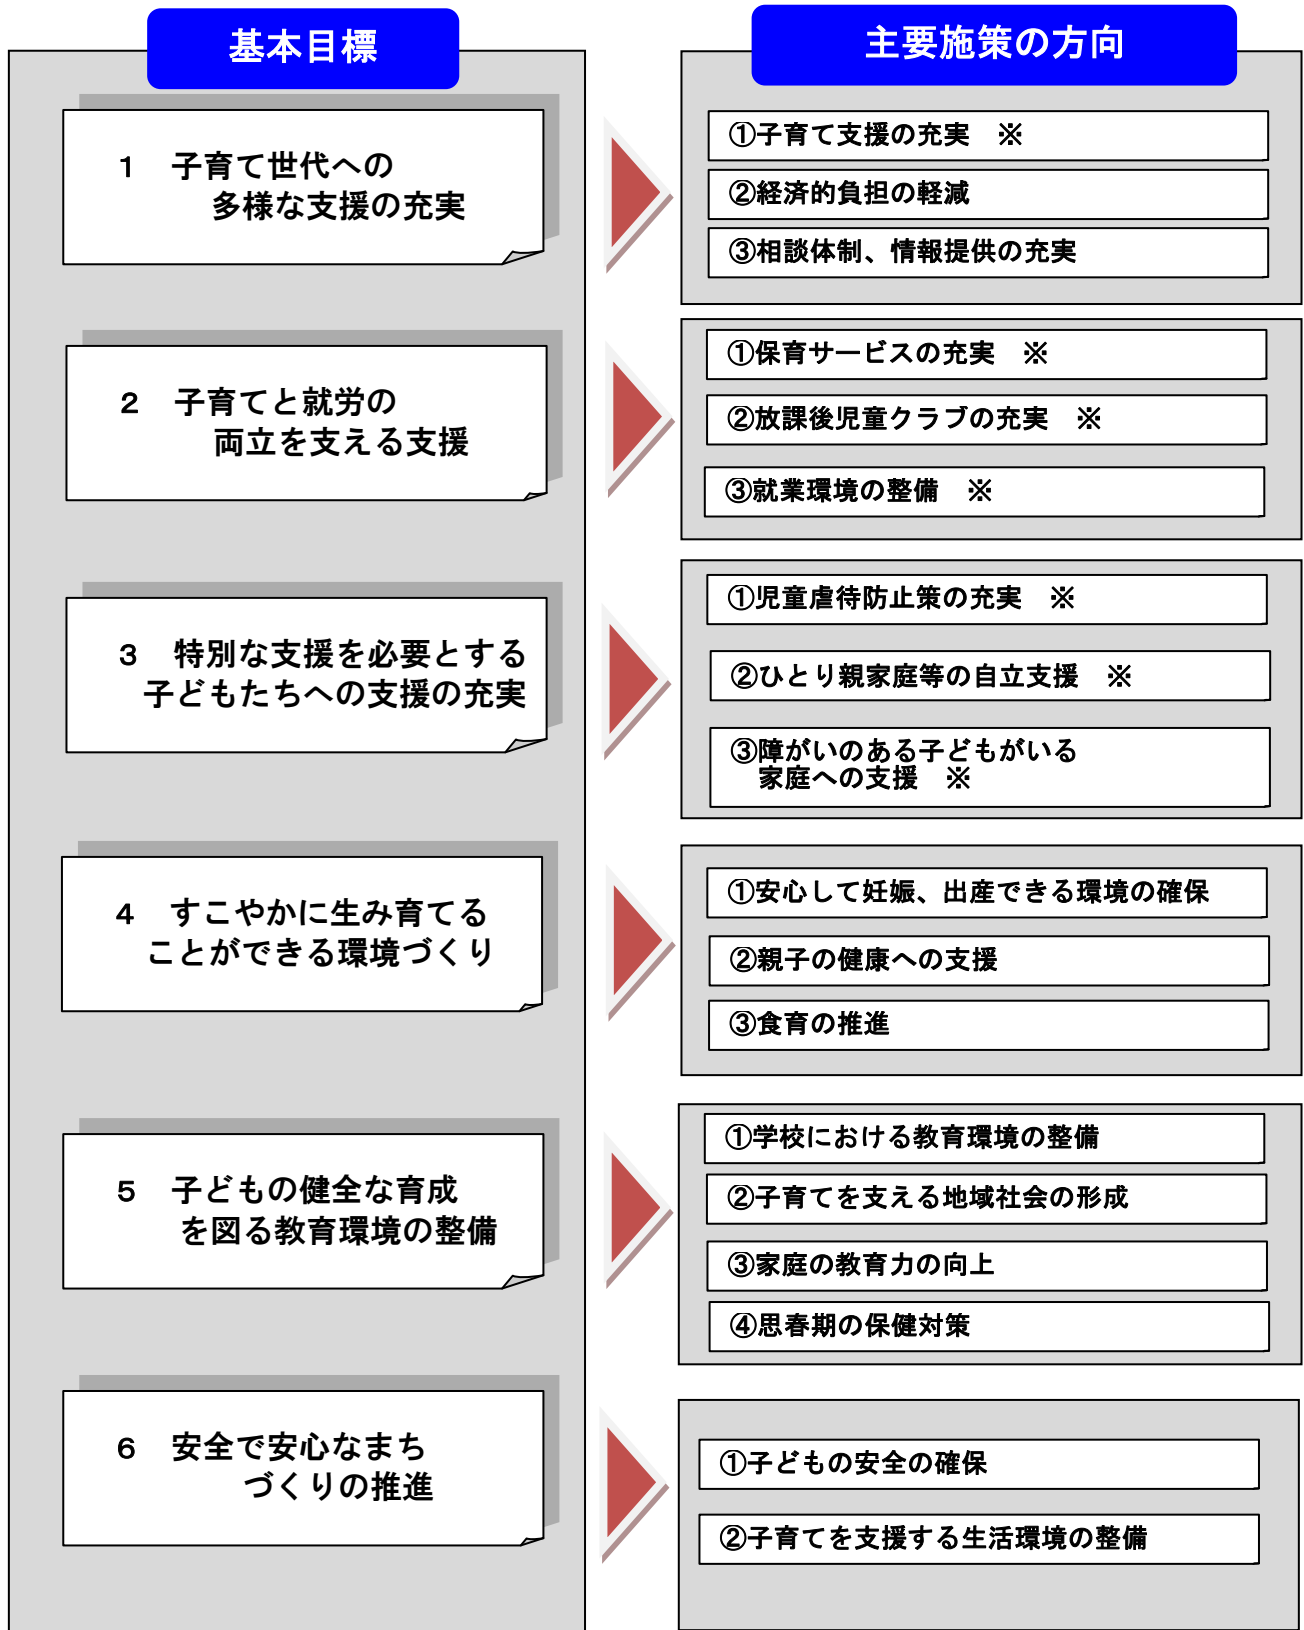 基本目標
主要施策の方向
1　子育て世代への
多様な支援の充実
①子育て支援の充実　※
②経済的負担の軽減
③相談体制、情報提供の充実
2　子育てと就労の
両立を支える支援
①保育サービスの充実　※
②放課後児童クラブの充実　※
③就業環境の整備　※
3　特別な支援を必要とする
子どもたちへの支援の充実
①児童虐待防止策の充実　※
②ひとり親家庭等の自立支援　※
③障がいのある子どもがいる
家庭への支援　※
4　すこやかに生み育てる
ことができる環境づくり
①安心して妊娠、出産できる環境の確保
②親子の健康への支援
③食育の推進
5　子どもの健全な育成
を図る教育環境の整備
①学校における教育環境の整備
②子育てを支える地域社会の形成
③家庭の教育力の向上
④思春期の保健対策
6　安全で安心なまち
づくりの推進
①子どもの安全の確保
②子育てを支援する生活環境の整備